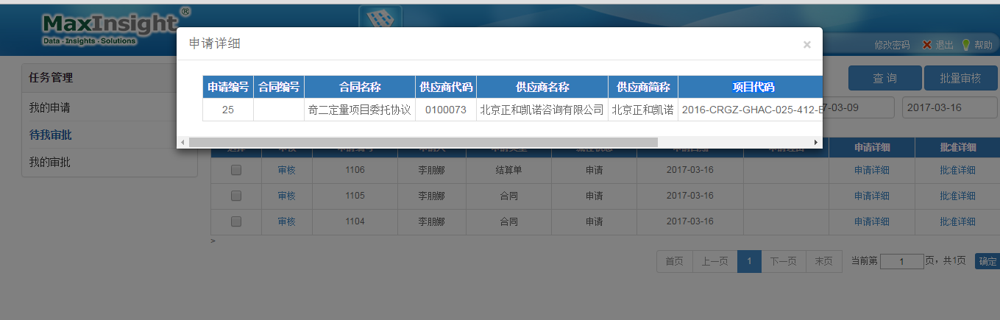 MaxInsight®
Data · Insights · Solutions
修改密码 退出 帮助
申请详细 ×
申请编号 合同编号 合同名称 供应商代码 供应商名称 供应商简称 项目代码
25 奇二定量项目委托协议 0100073 北京正和凯诺咨询有限公司 北京正和凯诺 2016-CRGZ-GHAC-025-412-E
任务管理
我的申请
待我审批
我的审批
查 询 批量审核
7-03-09 2017-03-16
申请详细 批准详细
审核 1106 李朋娜 结算单 申请 2017-03-16 申请详细 批准详细
审核 1105 李朋娜 合同 申请 2017-03-16 申请详细 批准详细
审核 1104 李朋娜 合同 申请 2017-03-16 申请详细 批准详细
>
首页 上一页 1 下一页 末页 当前第 1 页，共1页 确定